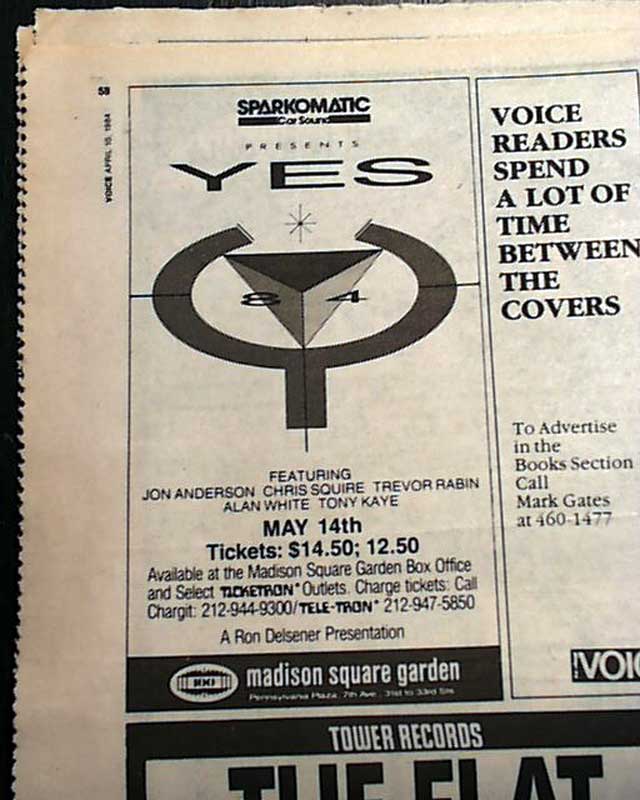 58
VOICE APRIL 10, 1984
SPARKOMATIC
Car Sound
PRESENTS
YES
84
FEATURING
JON ANDERSON CHRIS SQUIRE TREVOR RABIN
ALAN WHITE TONY KAYE
MAY 14th
Tickets: $14.50; 12.50
Available at the Madison Square Garden Box Office
and Select TICKETRON® Outlets. Charge tickets: Call
Chargit: 212-944-9300/TELE-TRON® 212-947-5850
A Ron Delsener Presentation
madison square garden
Pennsylvania Plaza, 7th Ave., 31st to 33rd Sts.
VOICE
READERS
SPEND
A LOT OF
TIME
BETWEEN
THE
COVERS
To Advertise
in the
Books Section
Call
Mark Gates
at 460-1477
VOIC
TOWER RECORDS
THE FLAT